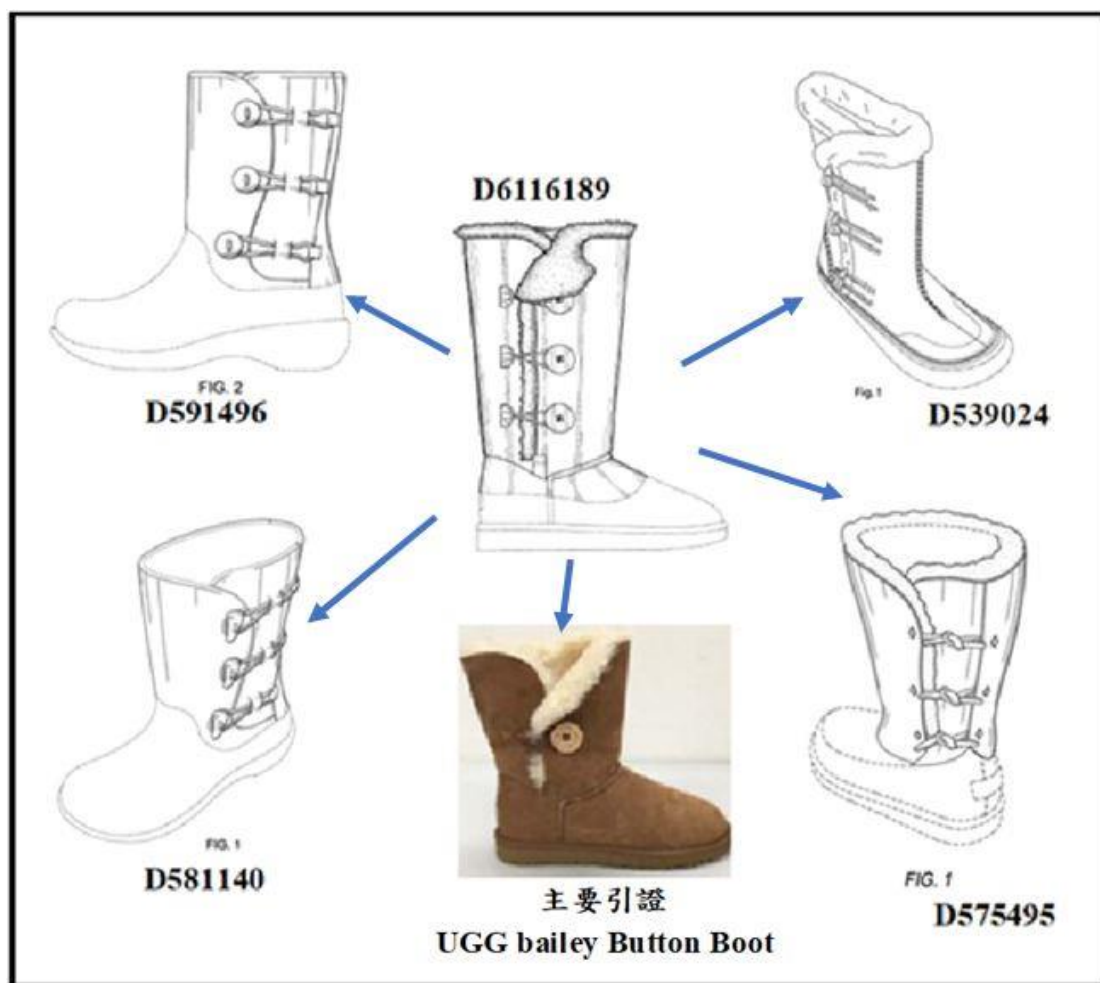 D6116189
FIG. 2
D591496
Fig.1
D539024
FIG. 1
D581140
主要引證
UGG bailey Button Boot
FIG. 1
D575495